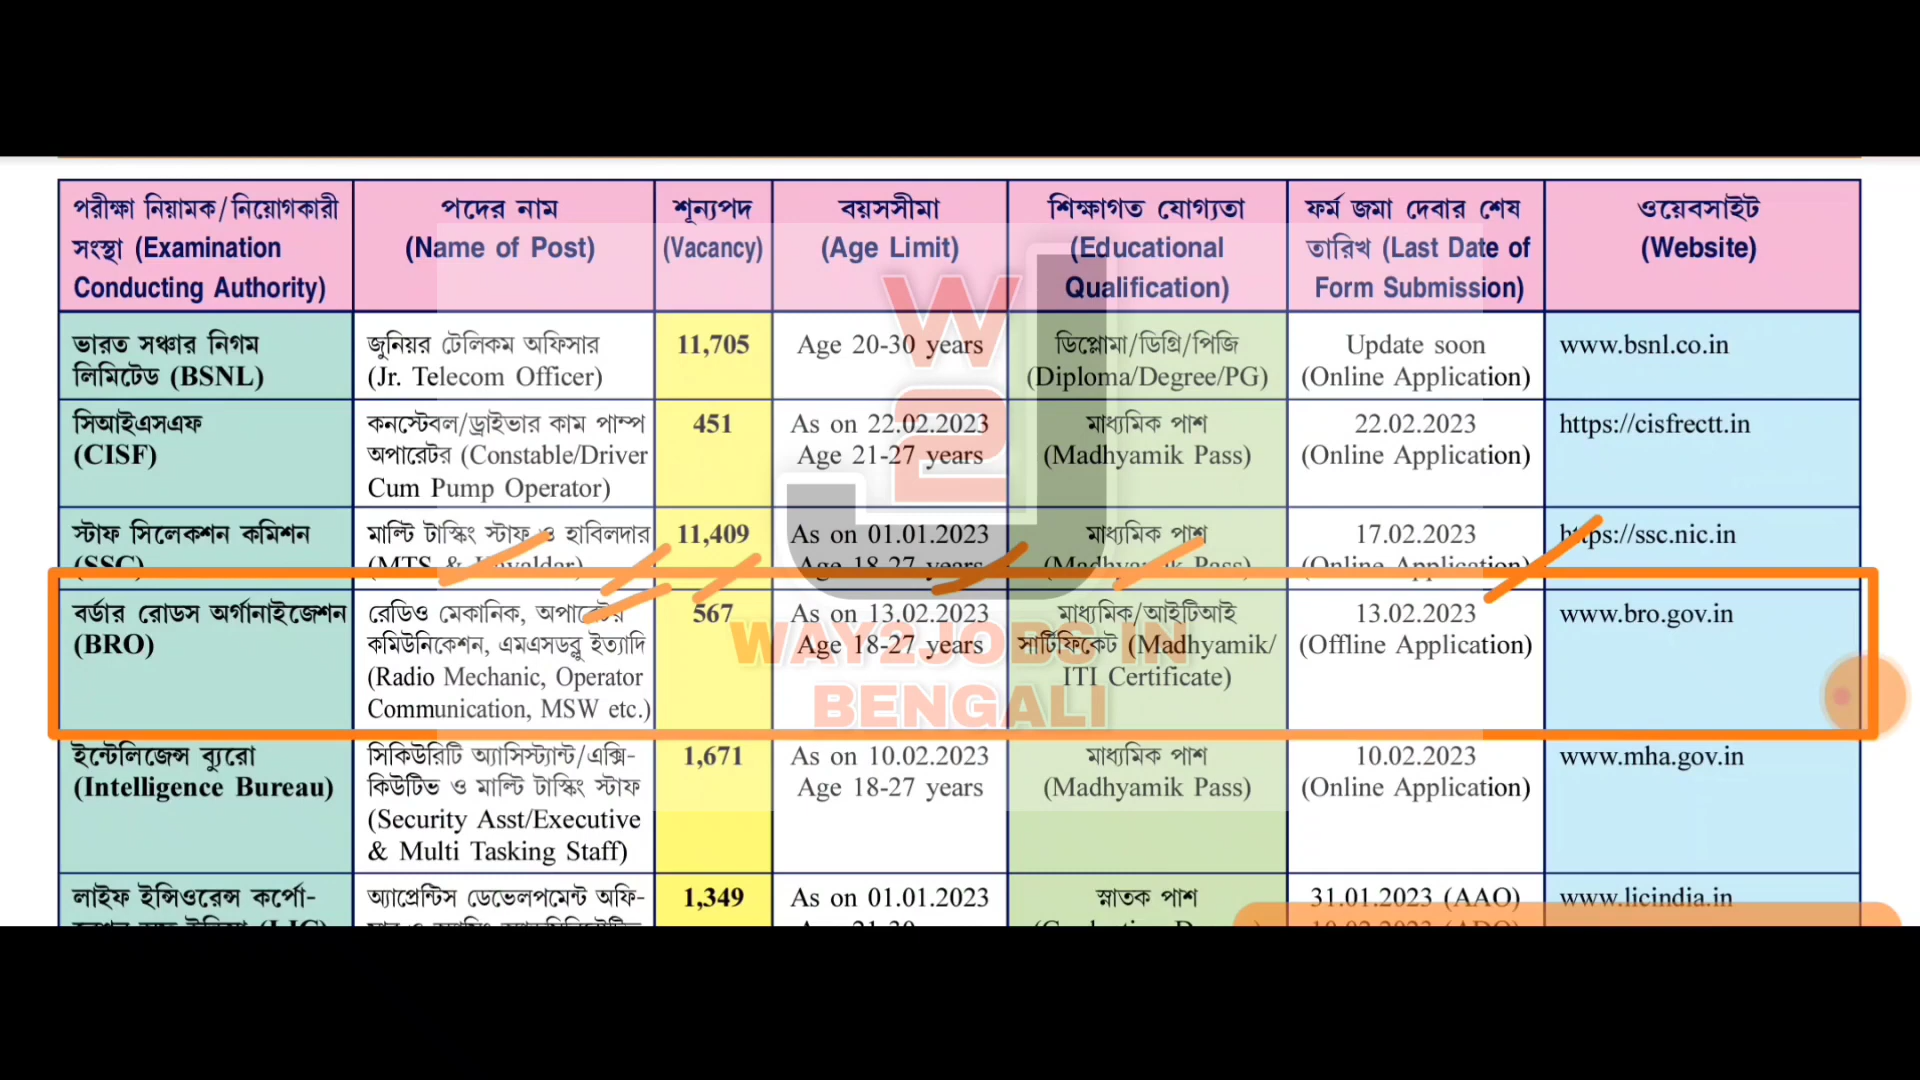 পরীক্ষা নিয়ামক/নিয়োগকারী
সংস্থা (Examination
Conducting Authority)
পদের নাম
(Name of Post)
শূন্যপদ
(Vacancy)
বয়সসীমা
(Age Limit)
শিক্ষাগত যোগ্যতা
(Educational
Qualification)
ফর্ম জমা দেবার শেষ
তারিখ (Last Date of
Form Submission)
ওয়েবসাইট
(Website)
ভারত সঞ্চার নিগম
লিমিটেড (BSNL)
জুনিয়র টেলিকম অফিসার
(Jr. Telecom Officer)
11,705
Age 20-30 years
ডিপ্লোমা/ডিগ্রি/পিজি
(Diploma/Degree/PG)
Update soon
(Online Application)
www.bsnl.co.in
সিআইএসএফ
(CISF)
কনস্টেবল/ড্রাইভার কাম পাম্প
অপারেটর (Constable/Driver
Cum Pump Operator)
451
As on 22.02.2023
Age 21-27 years
মাধ্যমিক পাশ
(Madhyamik Pass)
22.02.2023
(Online Application)
https://cisfrectt.in
স্টাফ সিলেকশন কমিশন
(SSC)
মাল্টি টাস্কিং স্টাফ ও হাবিলদার
(MTS & Havaldar)
11,409
As on 01.01.2023
Age 18-27 years
মাধ্যমিক পাশ
(Madhyamik Pass)
17.02.2023
(Online Application)
https://ssc.nic.in
বর্ডার রোডস অর্গানাইজেশন
(BRO)
রেডিও মেকানিক, অপারেটর
কমিউনিকেশন, এমএসডব্লু ইত্যাদি
(Radio Mechanic, Operator
Communication, MSW etc.)
567
As on 13.02.2023
Age 18-27 years
মাধ্যমিক/আইটিআই
সার্টিফিকেট (Madhyamik/
ITI Certificate)
13.02.2023
(Offline Application)
www.bro.gov.in
ইন্টেলিজেন্স ব্যুরো
(Intelligence Bureau)
সিকিউরিটি অ্যাসিস্ট্যান্ট/এক্সি-
কিউটিভ ও মাল্টি টাস্কিং স্টাফ
(Security Asst/Executive
& Multi Tasking Staff)
1,671
As on 10.02.2023
Age 18-27 years
মাধ্যমিক পাশ
(Madhyamik Pass)
10.02.2023
(Online Application)
www.mha.gov.in
লাইফ ইন্সিওরেন্স কর্পো-
অ্যাপ্রেন্টিস ডেভেলপমেন্ট অফি-
1,349
As on 01.01.2023
স্নাতক পাশ
31.01.2023 (AAO)
www.licindia.in
W
2
J
WAY2JOBS IN
BENGALI